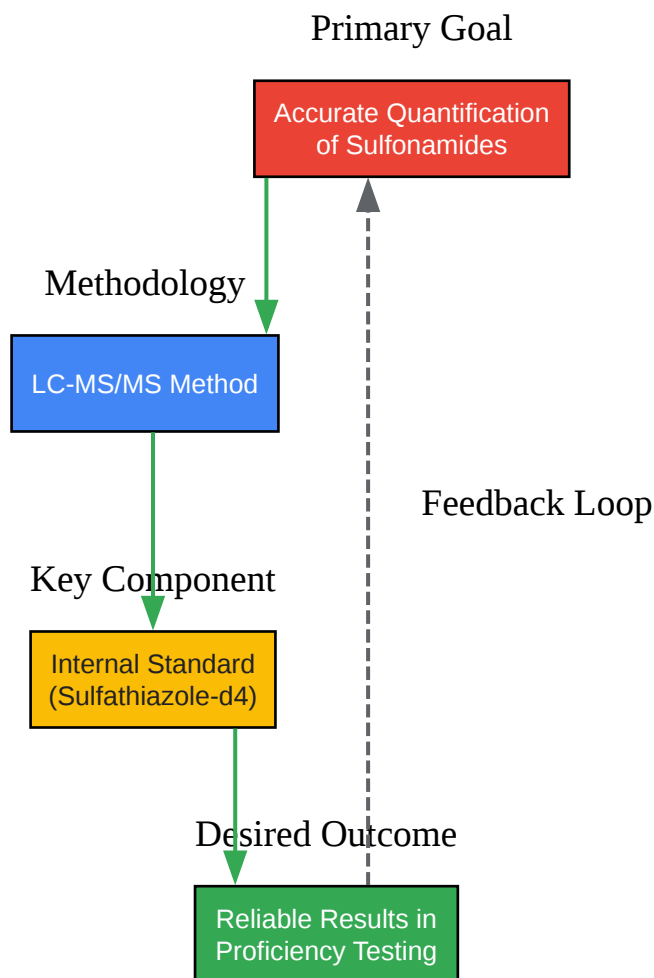 Primary Goal
Accurate Quantification
of Sulfonamides
Methodology
LC-MS/MS Method
Feedback Loop
Key Component
Internal Standard
(Sulfathiazole-d4)
Desired Outcome
Reliable Results in
Proficiency Testing